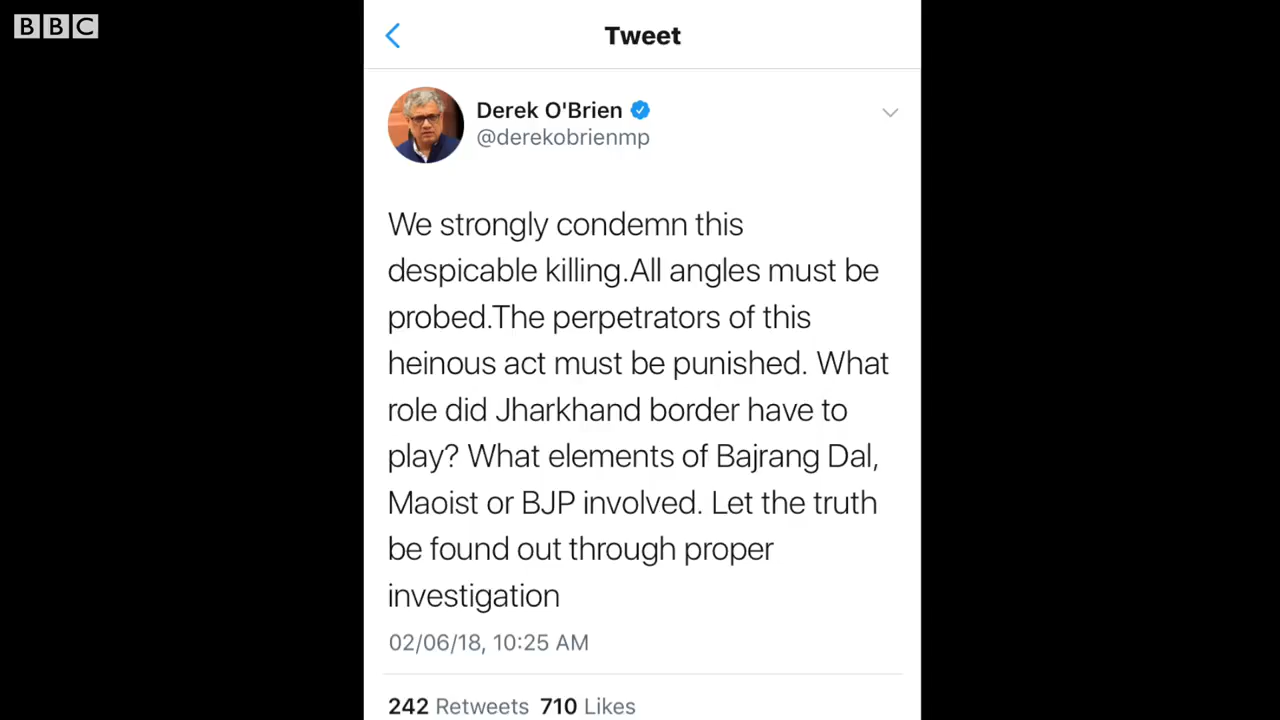 BBC
Tweet
Derek O'Brien
@derekobrienmp
We strongly condemn this
despicable killing.All angles must be
probed.The perpetrators of this
heinous act must be punished. What
role did Jharkhand border have to
play? What elements of Bajrang Dal,
Maoist or BJP involved. Let the truth
be found out through proper
investigation
02/06/18, 10:25 AM
242 Retweets 710 Likes